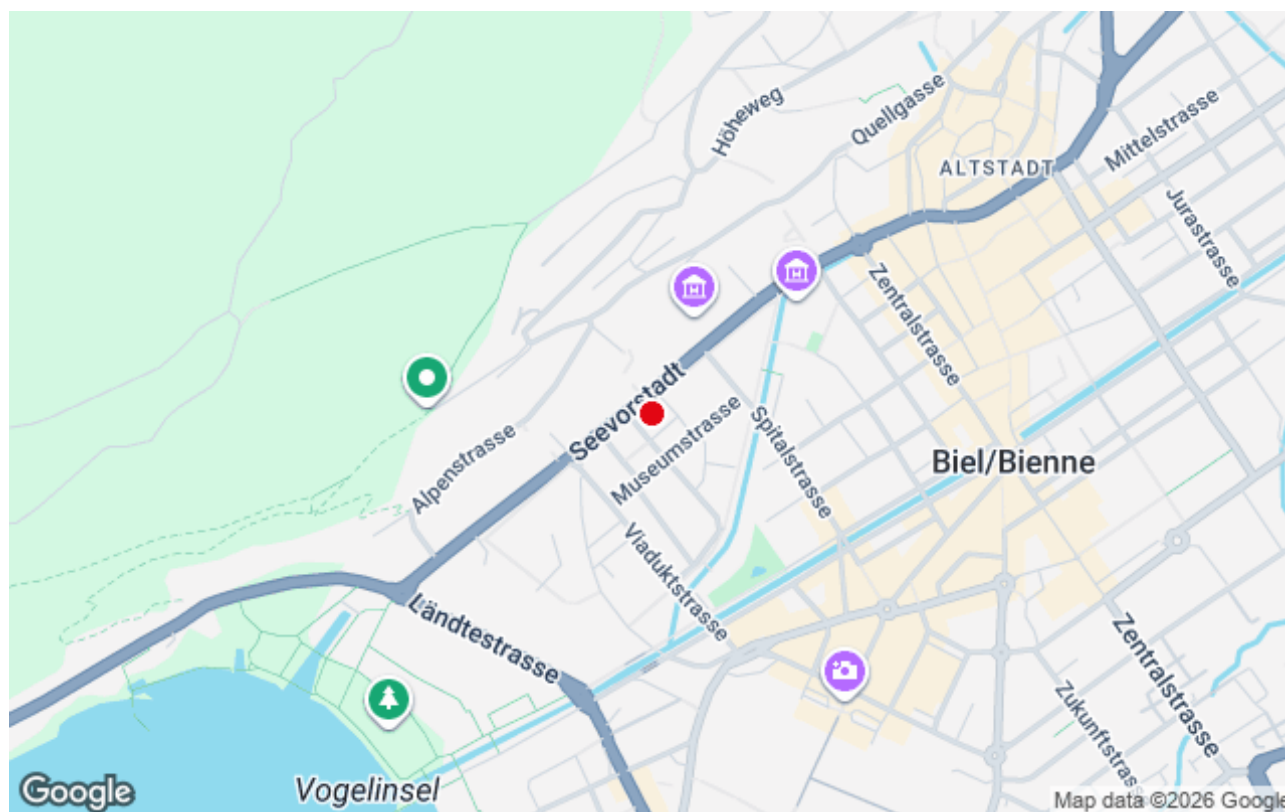 Höheweg
Quellgasse
Mittelstrasse
ALTSTADT
Jurastrasse
Zentralstrasse
Seevorstadt
Museumstrasse
Spitalstrasse
Alpenstrasse
Biel/Bienne
Viaduktstrasse
Ländtestrasse
Zentralstrasse
Zukunftstras
Vogelinsel
Google
Map data ©2026 Google